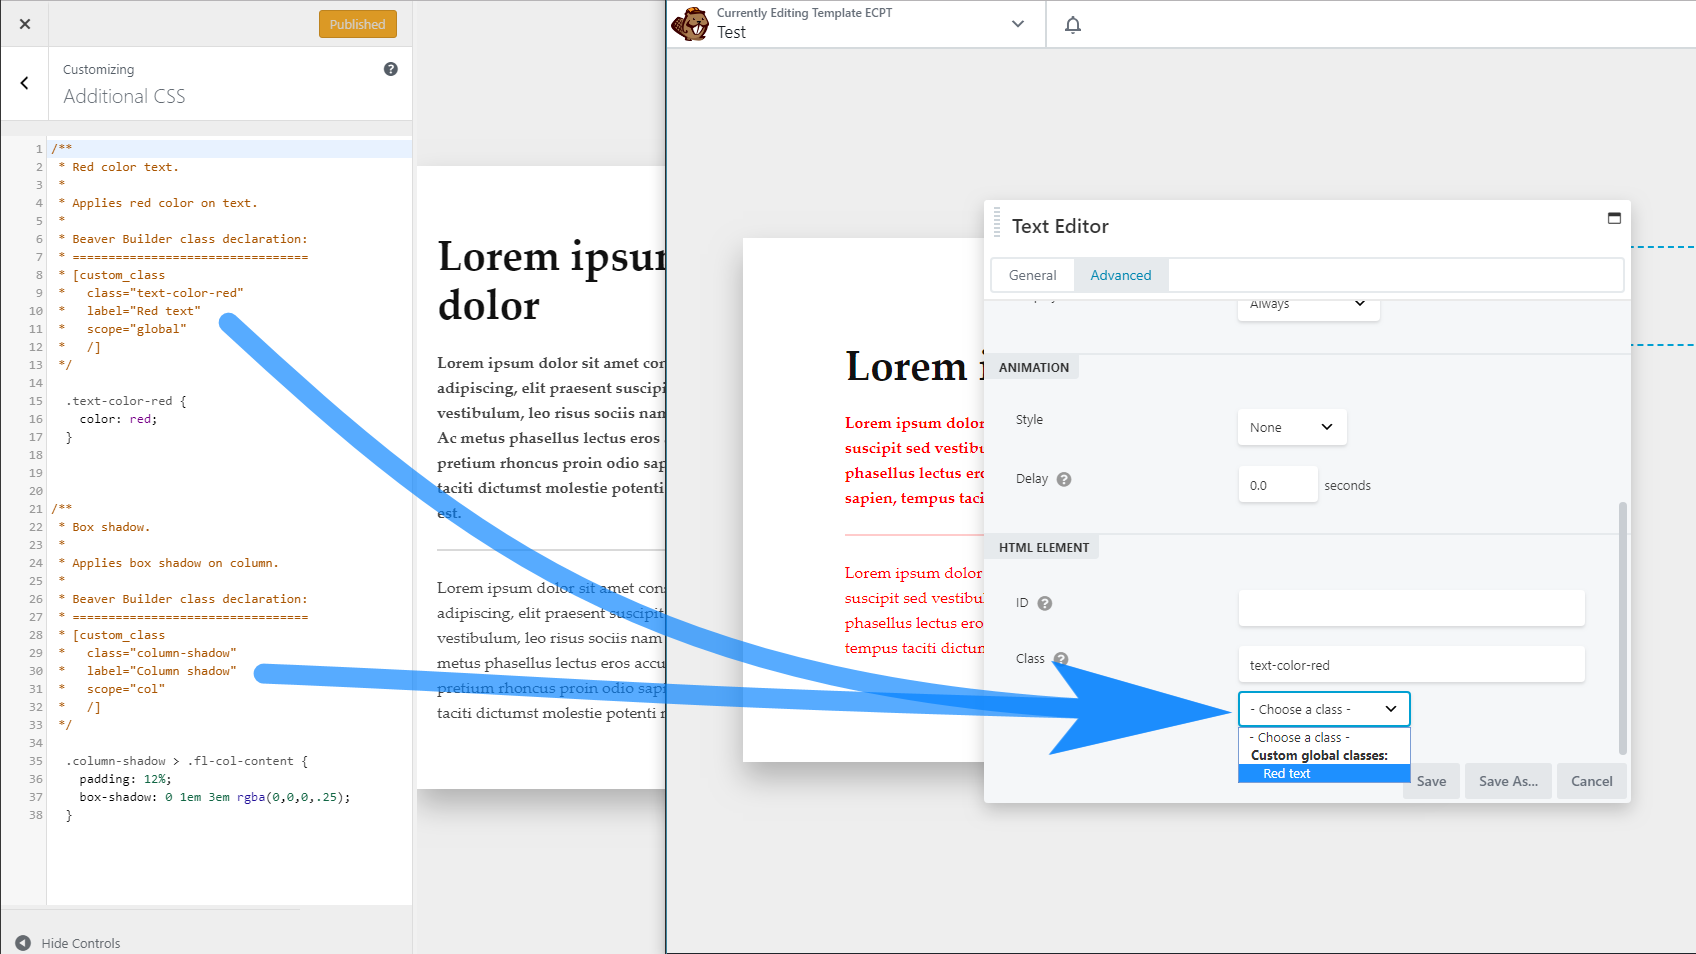 Published
Customizing
Additional CSS
1 /**
2 * Red color text.
3 *
4 * Applies red color on text.
5 *
6 * Beaver Builder class declaration:
7 * =================================
8 * [custom_class
9 *   class="text-color-red"
10 *   label="Red text"
11 *   scope="global"
12 *   /]
13 */
14
15 .text-color-red {
16 color: red;
17 }
18
19
20
21 /**
22 * Box shadow.
23 *
24 * Applies box shadow on column.
25 *
26 * Beaver Builder class declaration:
27 * =================================
28 * [custom_class
29 *   class="column-shadow"
30 *   label="Column shadow"
31 *   scope="col"
32 *   /]
33 */
34
35 .column-shadow > .fl-col-content {
36 padding: 12%;
37 box-shadow: 0 1em 3em rgba(0,0,0,.25);
38 }
Hide Controls
Lorem ipsum
dolor
Lorem ipsum dolor sit amet con
adipiscing, elit praesent suscipi
vestibulum, leo risus sociis nam
Ac metus phasellus lectus eros
pretium rhoncus proin odio sap
taciti dictumst molestie potenti
est.
Lorem ipsum dolor sit amet cons
adipiscing, elit praesent suscipit
vestibulum, leo risus sociis nam
metus phasellus lectus eros accu
pretium rhoncus proin odio sapi
taciti dictumst molestie potenti n
Currently Editing Template ECPT
Test
Lorem i
Lorem ipsum dolor
suscipit sed vestibu
phasellus lectus ero
sapien, tempus taci
Lorem ipsum dolor
suscipit sed vestibul
phasellus lectus ero
tempus taciti dictum
Text Editor
General
Advanced
Always
ANIMATION
Style
None
Delay
0.0
seconds
HTML ELEMENT
ID
Class
text-color-red
- Choose a class -
- Choose a class -
Custom global classes:
Red text
Save
Save As...
Cancel